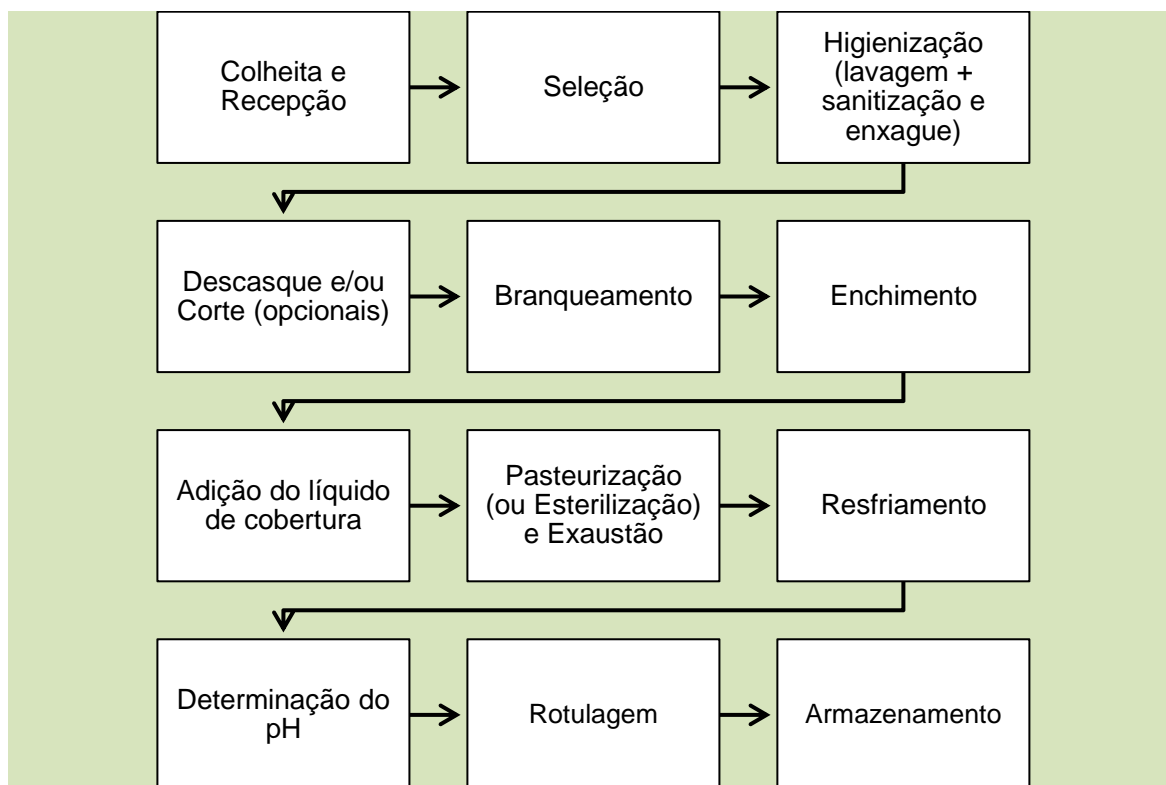 Colheita e
Recepção
Seleção
Higienização
(lavagem +
sanitização e
enxague)
Descasque e/ou
Corte (opcionais)
Branqueamento
Enchimento
Adição do líquido
de cobertura
Pasteurização
(ou Esterilização)
e Exaustão
Resfriamento
Determinação do
pH
Rotulagem
Armazenamento